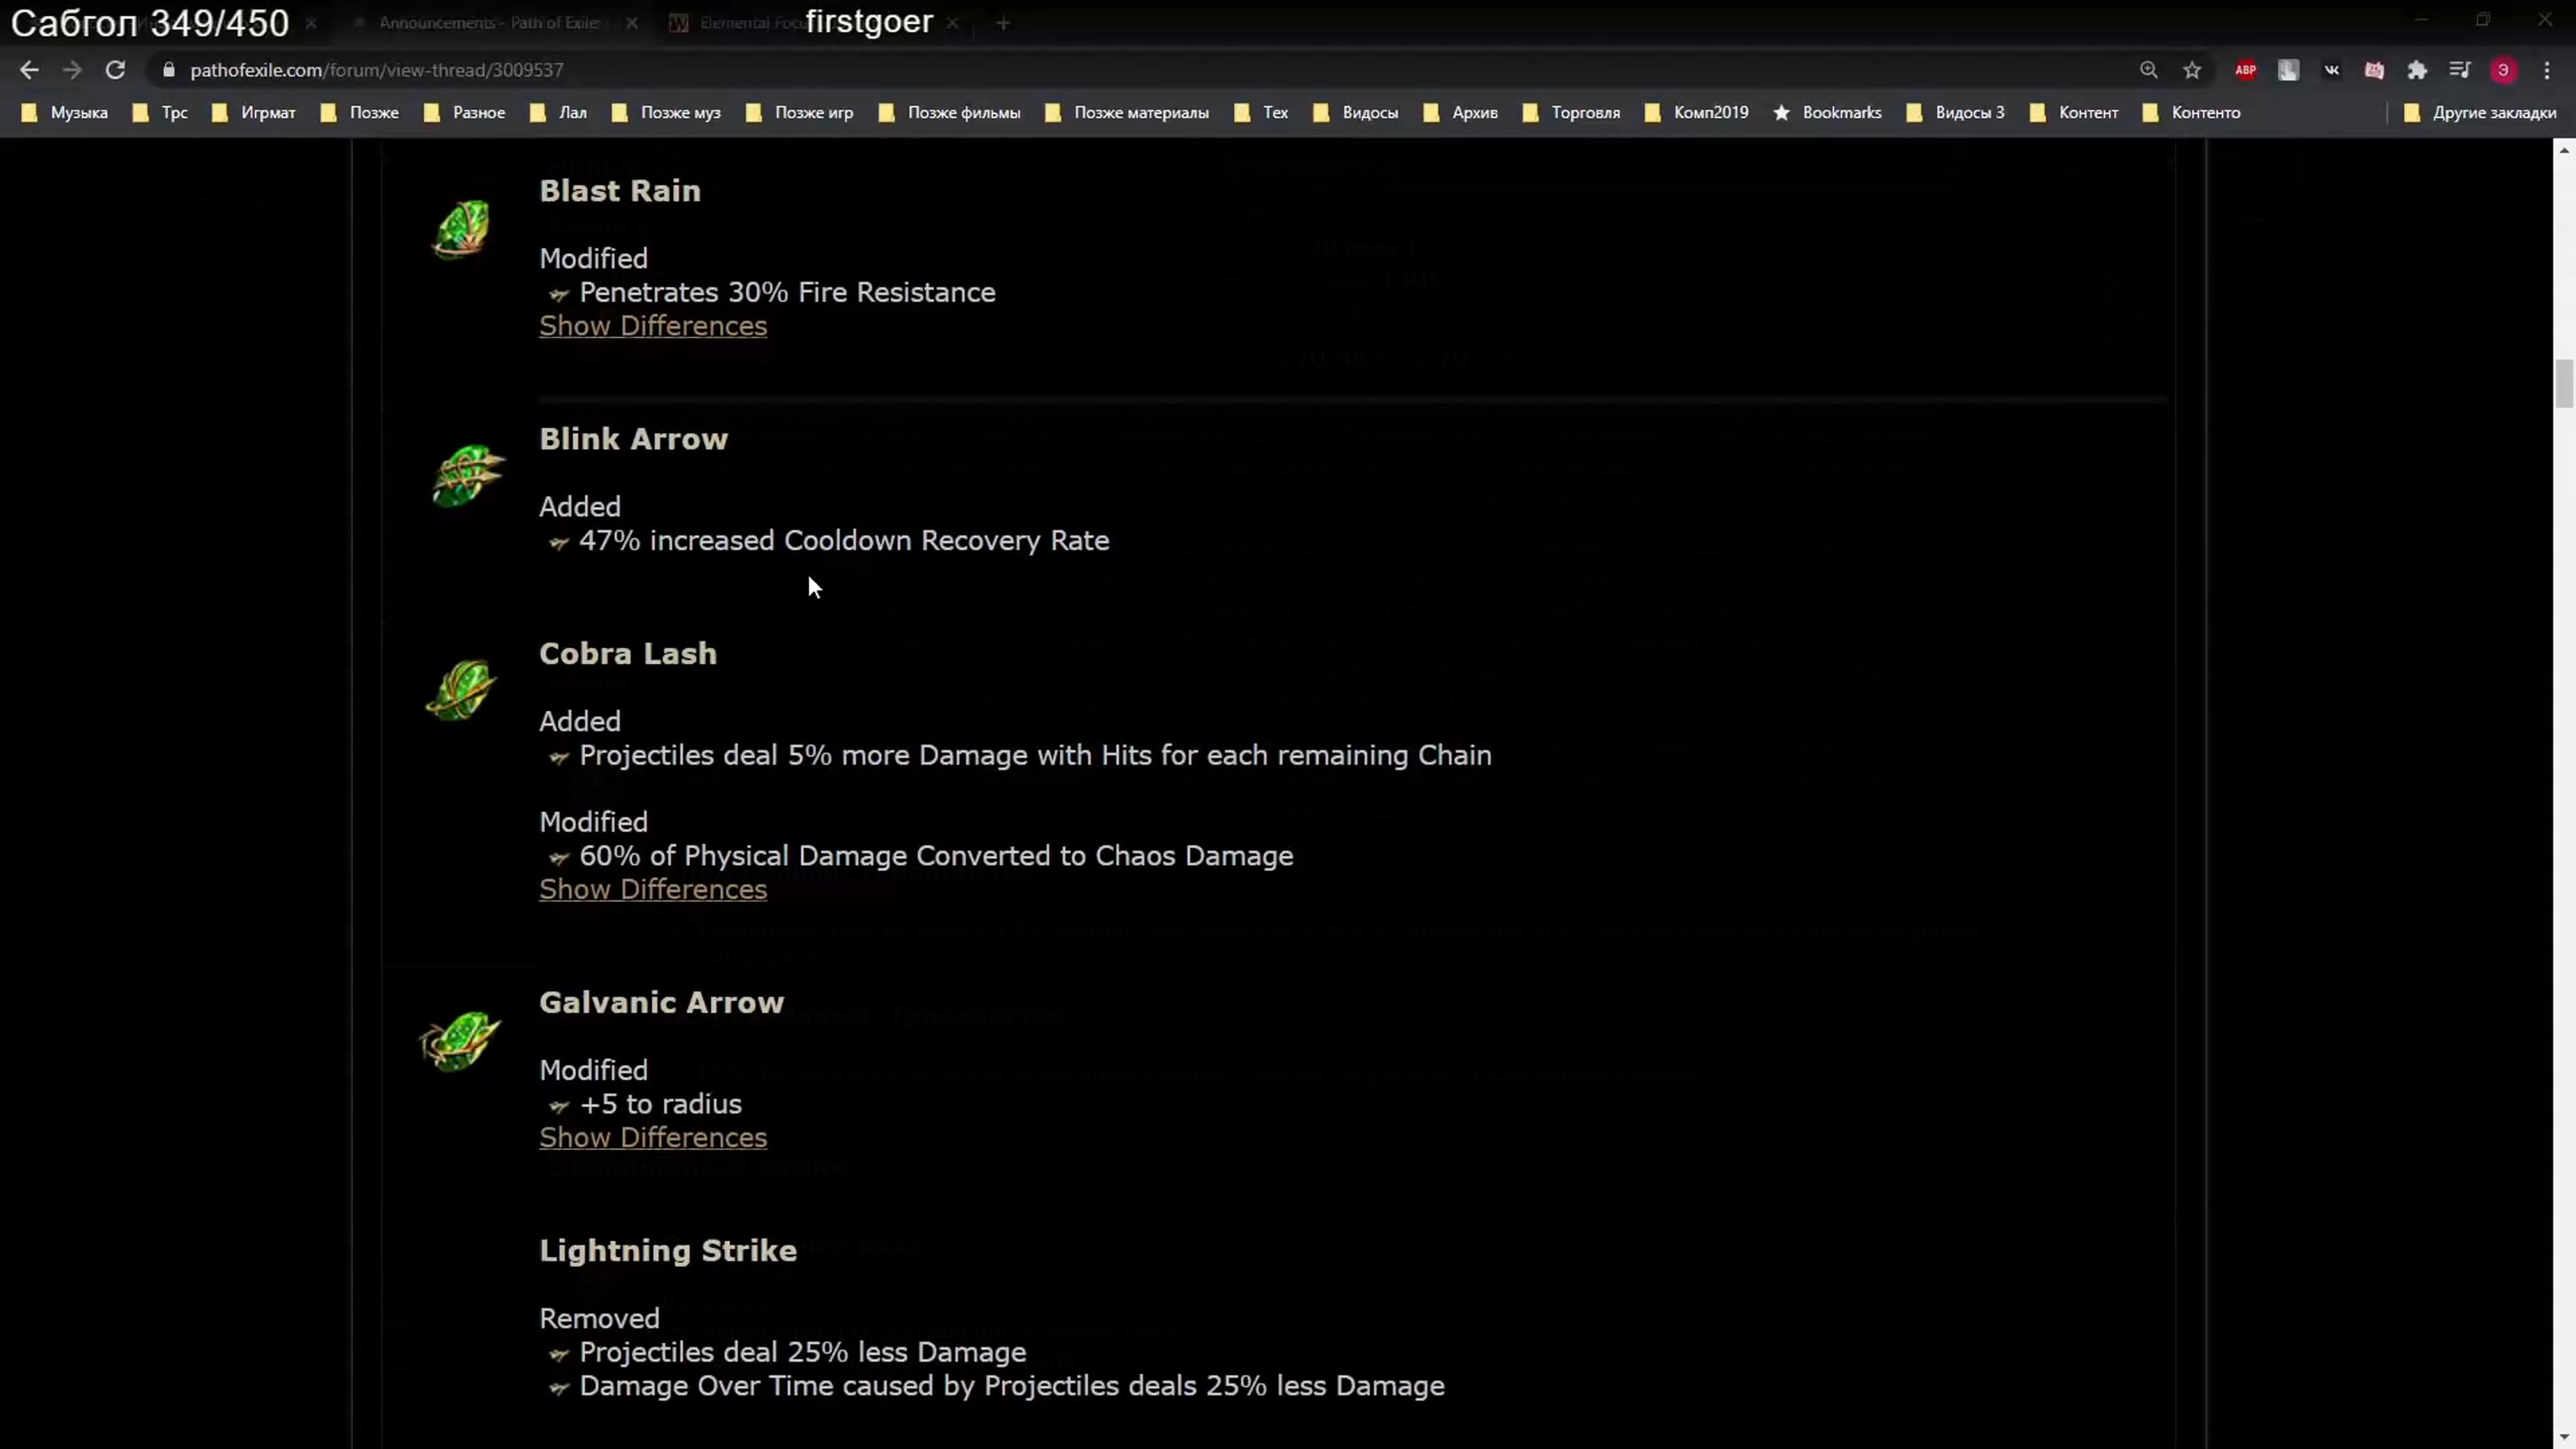 Сабгол 349/450
Announcements - Path of Exile
Elemental Focus
firstgoer
pathofexile.com/forum/view-thread/3009537
ABP
Э
Музыка
Трс
Игрмат
Позже
Разное
Лал
Позже муз
Позже игр
Позже фильмы
Позже материалы
Тех
Видосы
Архив
Торговля
Комп2019
Bookmarks
Видосы 3
Контент
Контенто
Другие закладки
Blast Rain
Modified
Penetrates 30% Fire Resistance
Show Differences
Blink Arrow
Added
47% increased Cooldown Recovery Rate
Cobra Lash
Added
Projectiles deal 5% more Damage with Hits for each remaining Chain
Modified
60% of Physical Damage Converted to Chaos Damage
Show Differences
Galvanic Arrow
Modified
+5 to radius
Show Differences
Lightning Strike
Removed
Projectiles deal 25% less Damage
Damage Over Time caused by Projectiles deals 25% less Damage